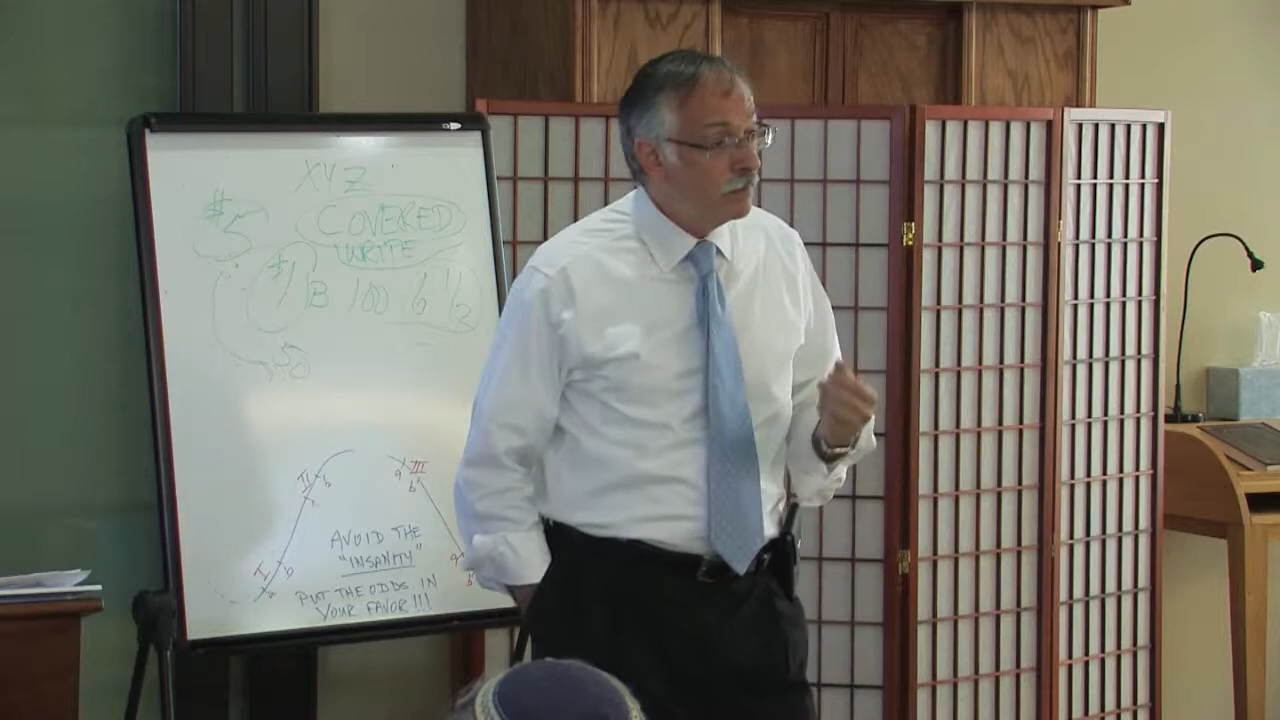 XYZ
$5 COVERED
WRITE
$1 B 100 6 1/2
50
II b
III
a
b
AVOID THE
"INSANITY"
I b
a
PUT THE ODDS IN
YOUR FAVOR!!!
a
b